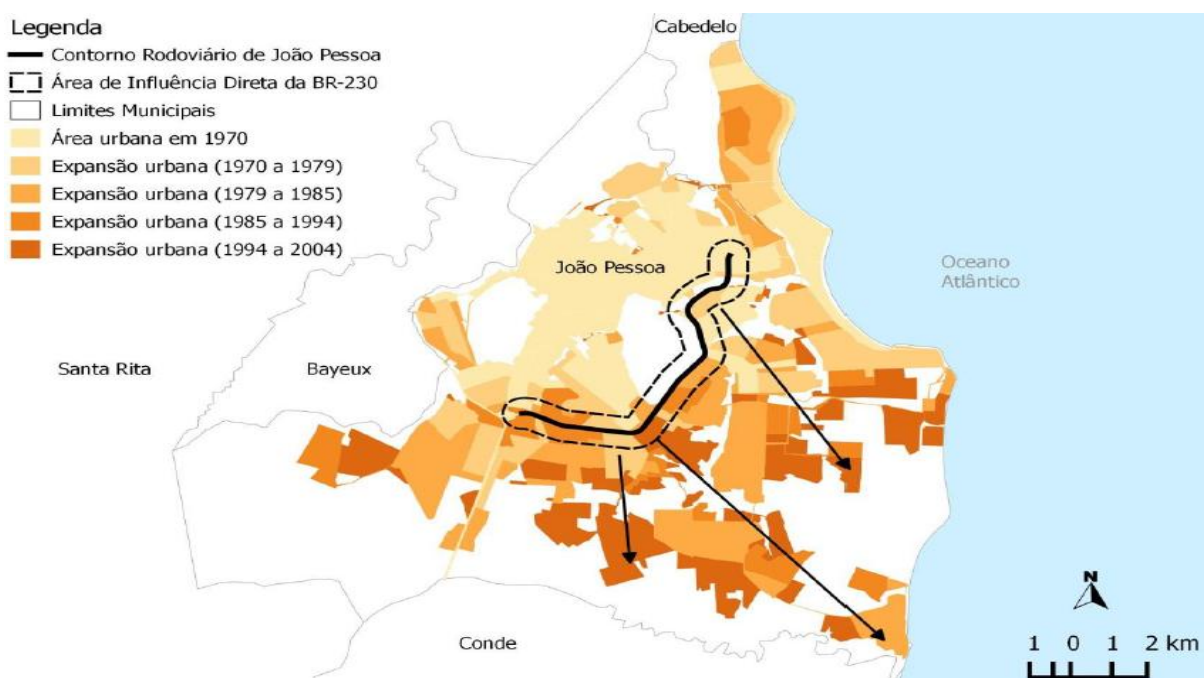 Legenda
Contorno Rodoviário de João Pessoa
Área de Influência Direta da BR-230
Limites Municipais
Área urbana em 1970
Expansão urbana (1970 a 1979)
Expansão urbana (1979 a 1985)
Expansão urbana (1985 a 1994)
Expansão urbana (1994 a 2004)
Cabedelo
João Pessoa
Oceano
Atlântico
Santa Rita
Bayeux
Conde
N
1 0 1 2 km